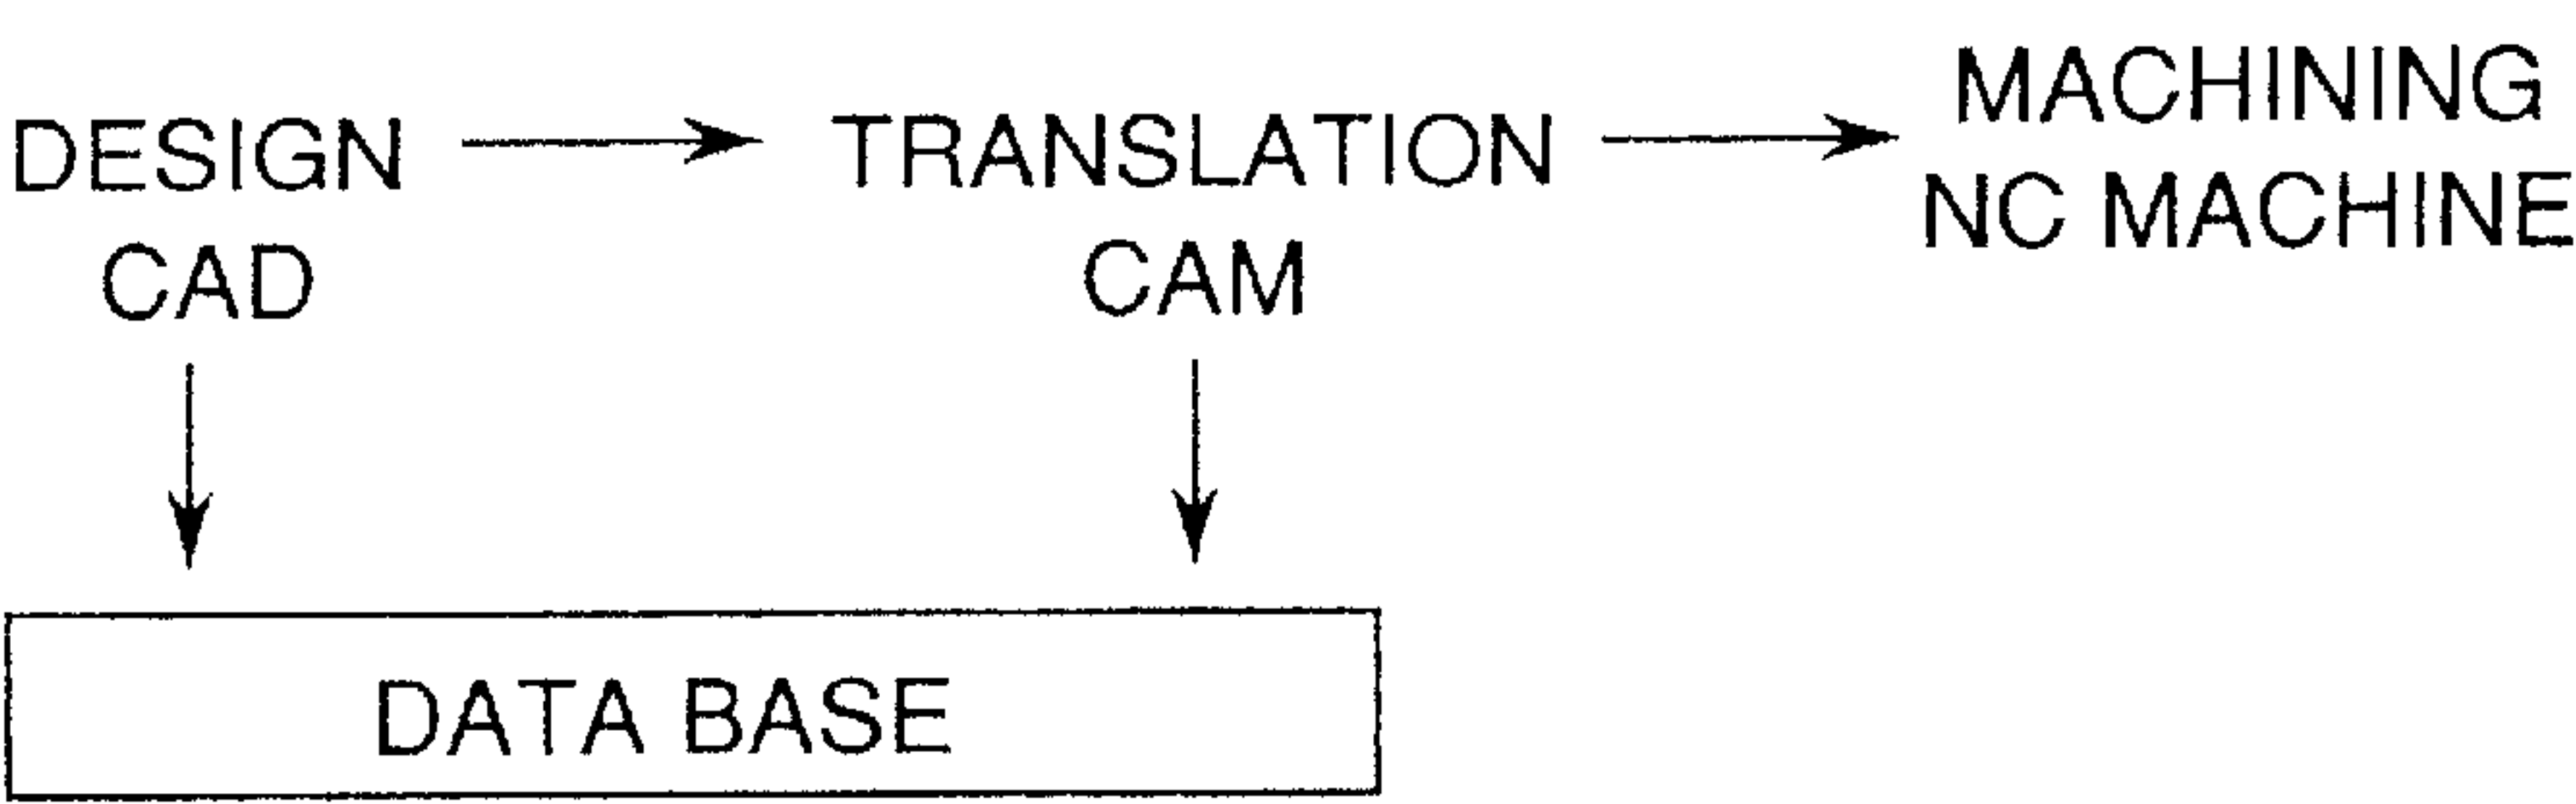 DESIGN
CAD
TRANSLATION
CAM
MACHINING
NC MACHINE
DATA BASE